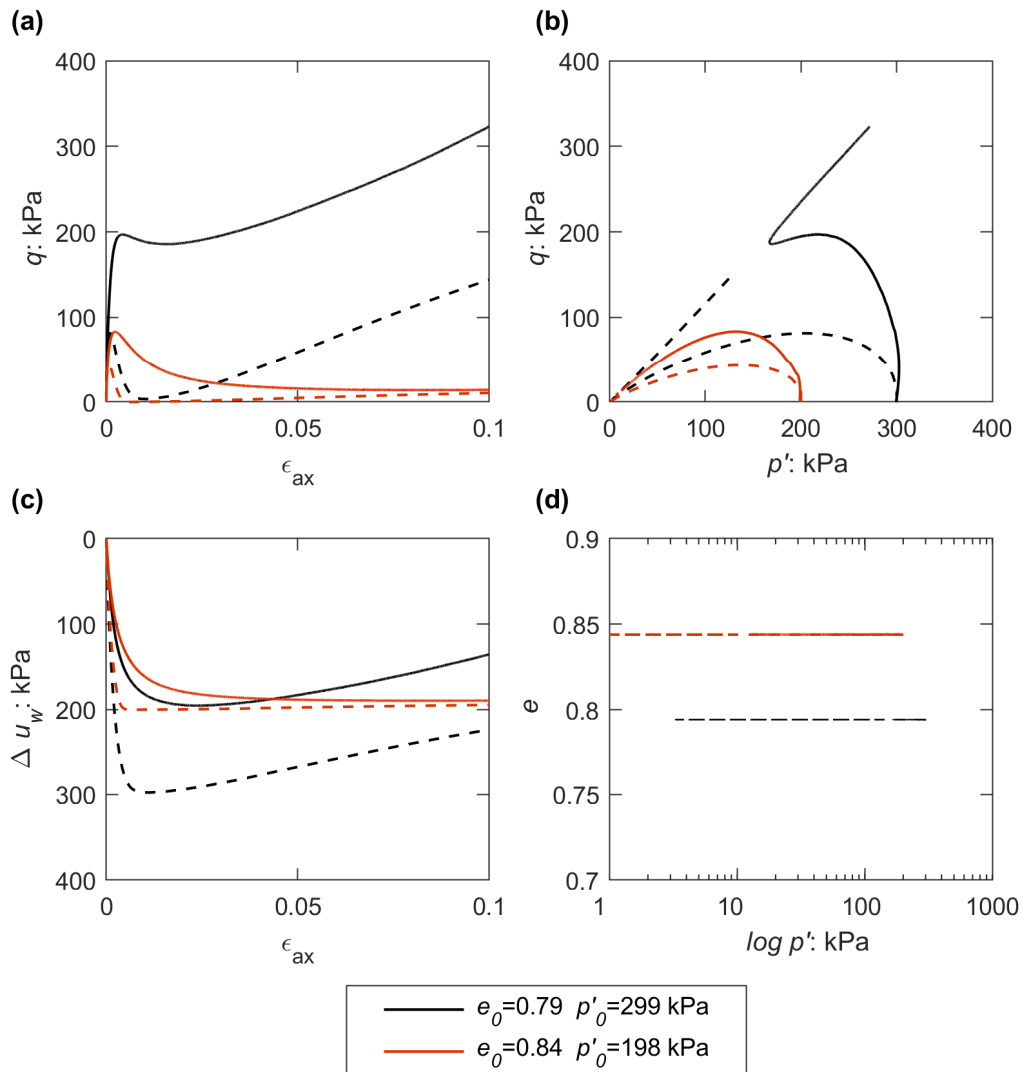 (a)
(b)
400
300
200
100
0
q: kPa
0
0.05
0.1
ϵax
400
300
200
100
0
q: kPa
0
100
200
300
400
p′: kPa
(c)
(d)
0
100
200
300
400
Δ uw: kPa
0
0.05
0.1
ϵax
0.9
0.85
0.8
0.75
0.7
e
1
10
100
1000
log p′: kPa
e0=0.79 p′0=299 kPa
e0=0.84 p′0=198 kPa